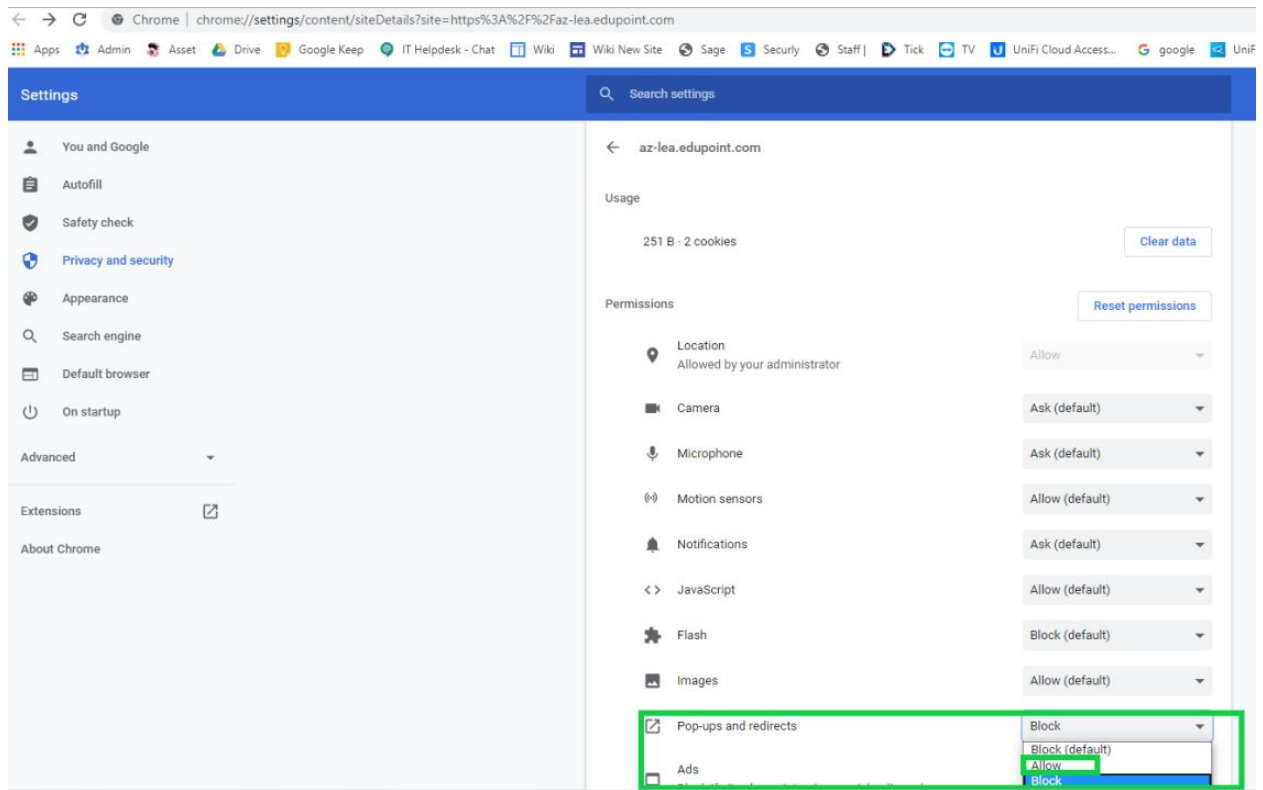 Chrome | chrome://settings/content/siteDetails?site=https%3A%2F%2Faz-lea.edupoint.com
Apps Admin Asset Drive Google Keep IT Helpdesk - Chat Wiki Wiki New Site Sage Securly Staff | Tick TV UniFi Cloud Access... google UniF
Settings
Search settings
You and Google
Autofill
Safety check
Privacy and security
Appearance
Search engine
Default browser
On startup
Advanced
Extensions
About Chrome
az-lea.edupoint.com
Usage
251 B · 2 cookies Clear data
Permissions Reset permissions
Location
Allowed by your administrator
Allow
Camera Ask (default)
Microphone Ask (default)
Motion sensors Allow (default)
Notifications Ask (default)
JavaScript Allow (default)
Flash Block (default)
Images Allow (default)
Pop-ups and redirects Block
Block (default)
Allow
Block
Ads